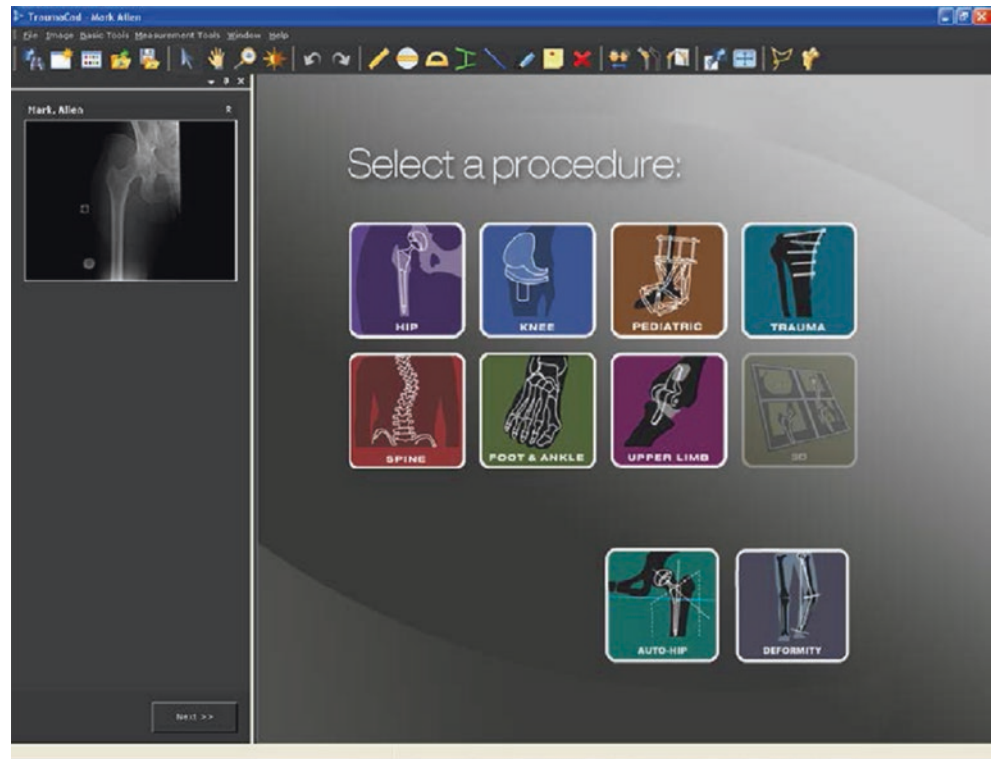 TraumaCad - Mark Allen
File Image Basic Tools Measurement Tools Window Help
Mark, Allen
Select a procedure:
HIP KNEE PEDIATRIC TRAUMA
SPINE FOOT & ANKLE UPPER LIMB 3D
AUTO-HIP DEFORMITY
Next >>